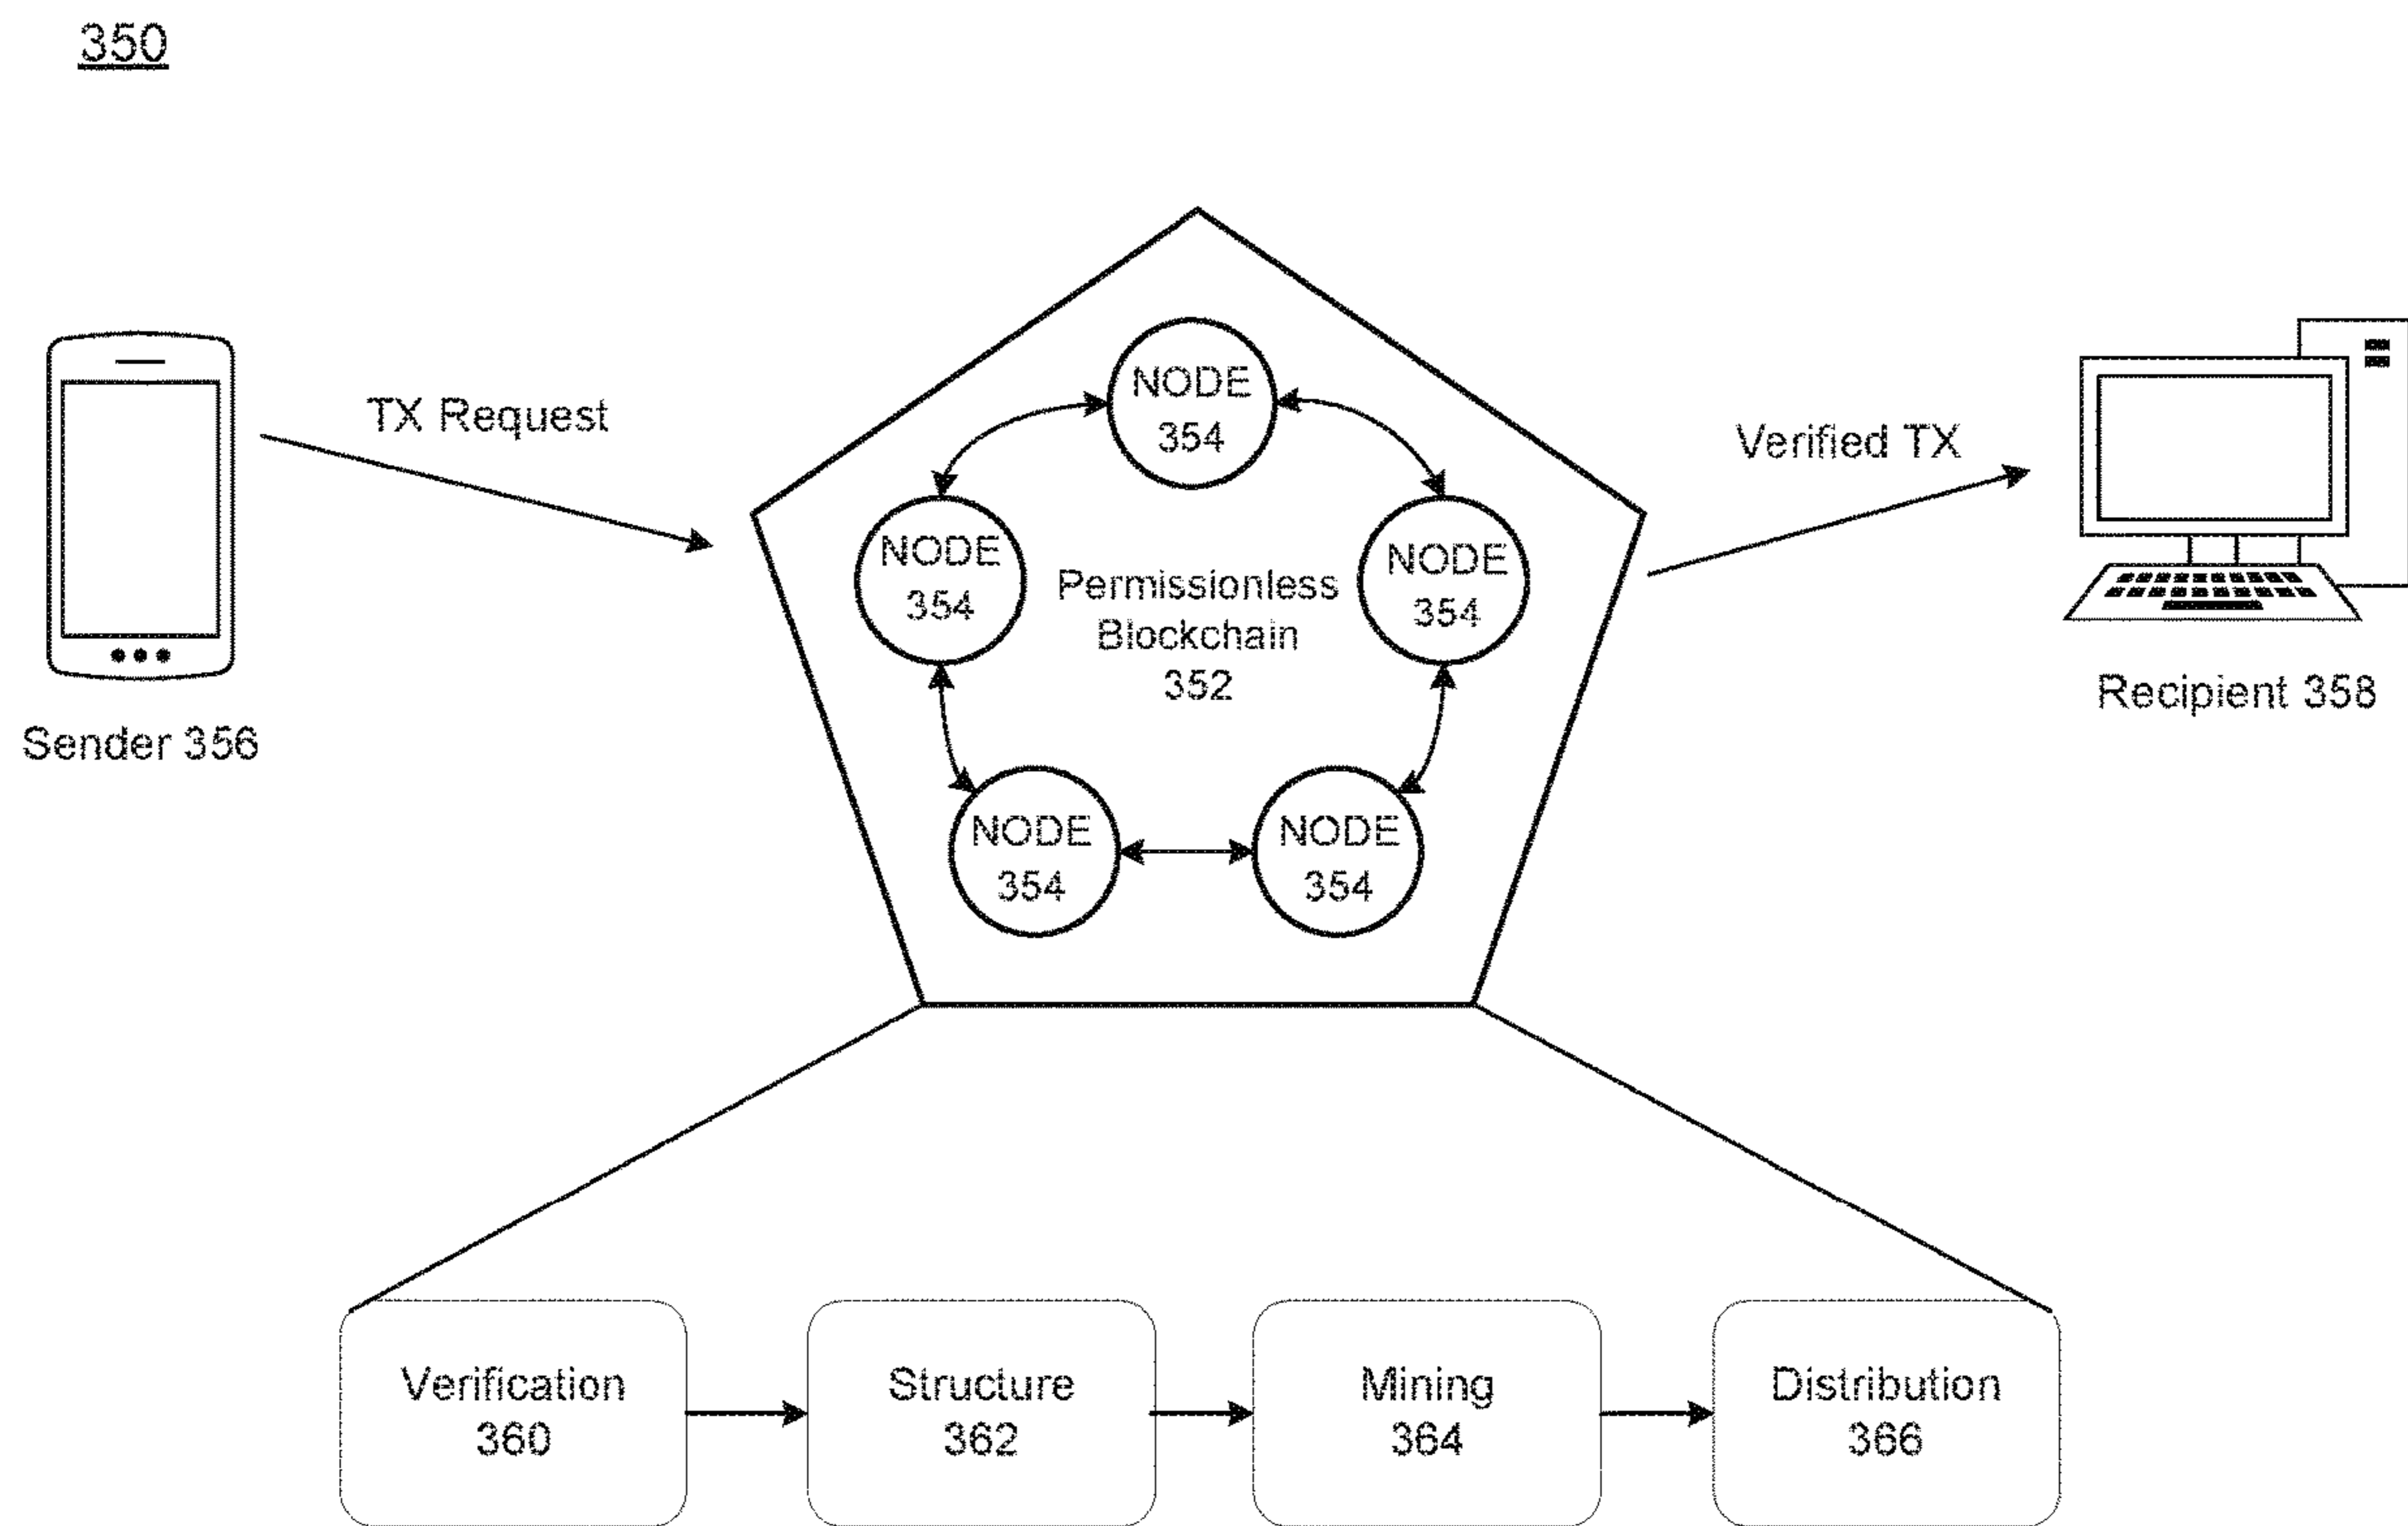 350
TX Request
Sender 356
NODE
354
NODE
354
NODE
354
Permissionless
Blockchain
352
NODE
354
NODE
354
Verified TX
Recipient 358
Verification
360
Structure
362
Mining
364
Distribution
366